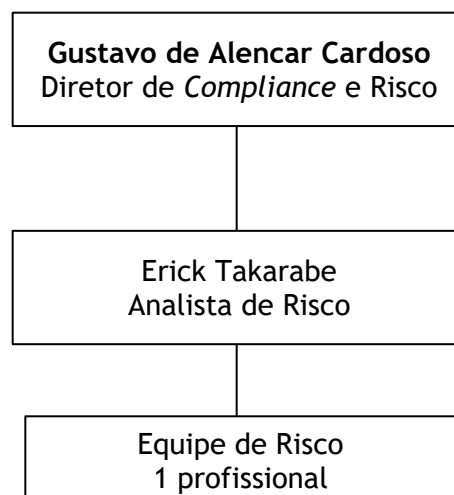 Gustavo de Alencar Cardoso
Diretor de Compliance e Risco
Erick Takarabe
Analista de Risco
Equipe de Risco
1 profissional